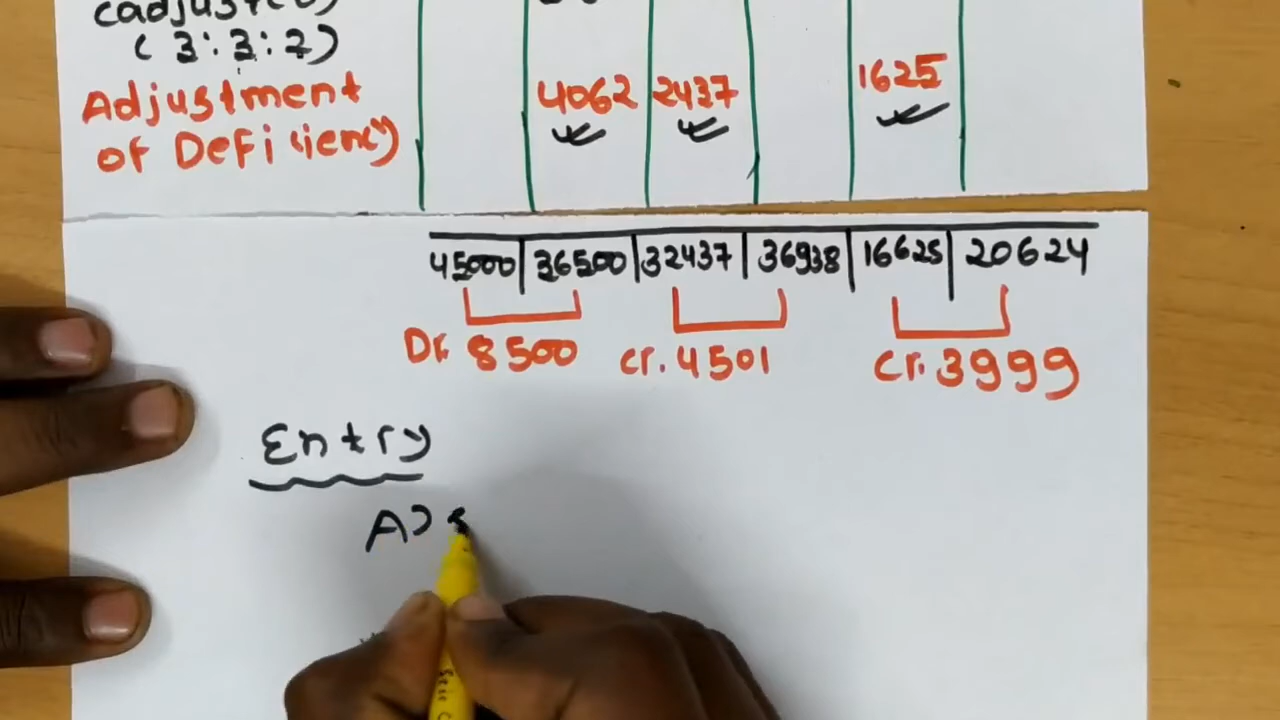 ( 3:3:2)
Adjustment 4062 2437 1625
of Deficiency)
45000 36500 32437 36938 16625 20624
Dr. 8500 cr. 4501 Cr. 3999
Entry
A's